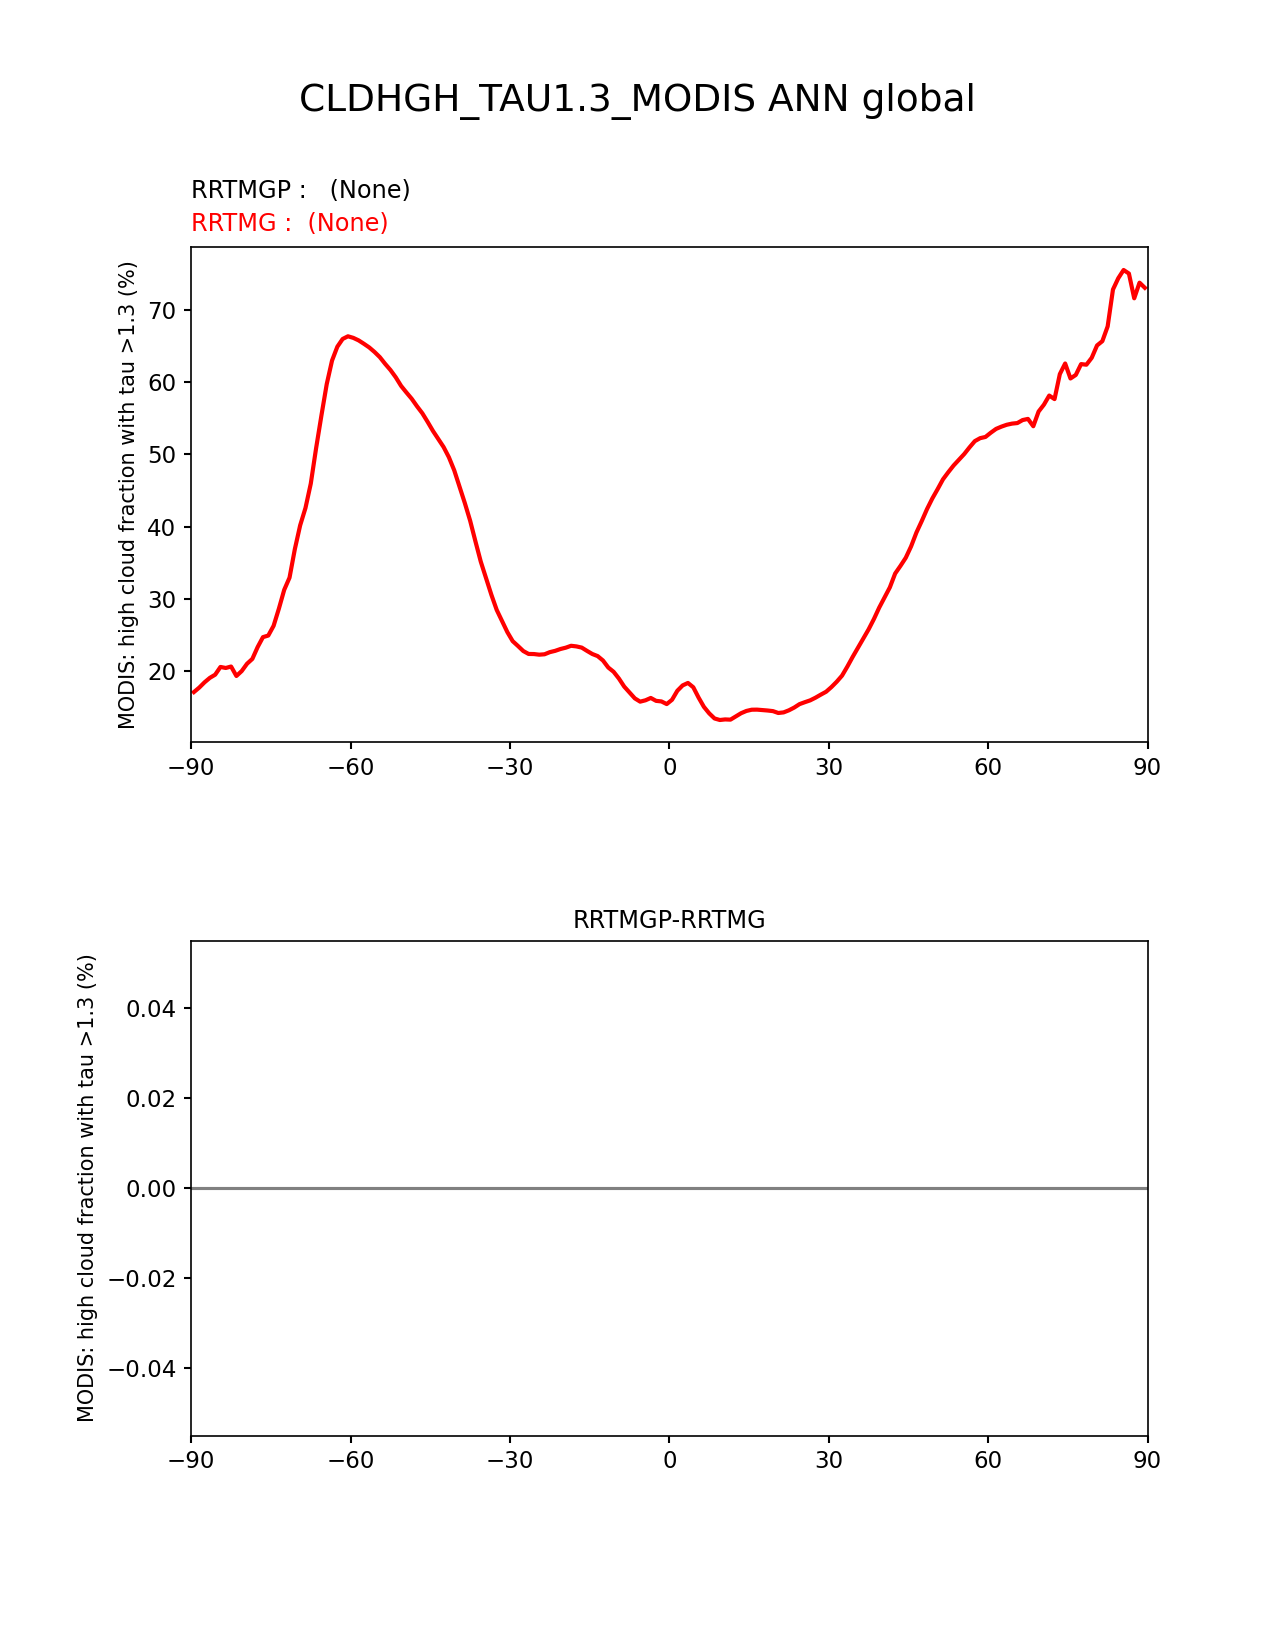 CLDHGH_TAU1.3_MODIS ANN global
RRTMGP :   (None)
RRTMG :  (None)
MODIS: high cloud fraction with tau >1.3 (%)
70
60
50
40
30
20
−90 −60 −30 0 30 60 90
RRTMGP-RRTMG
MODIS: high cloud fraction with tau >1.3 (%)
0.04
0.02
0.00
−0.02
−0.04
−90 −60 −30 0 30 60 90